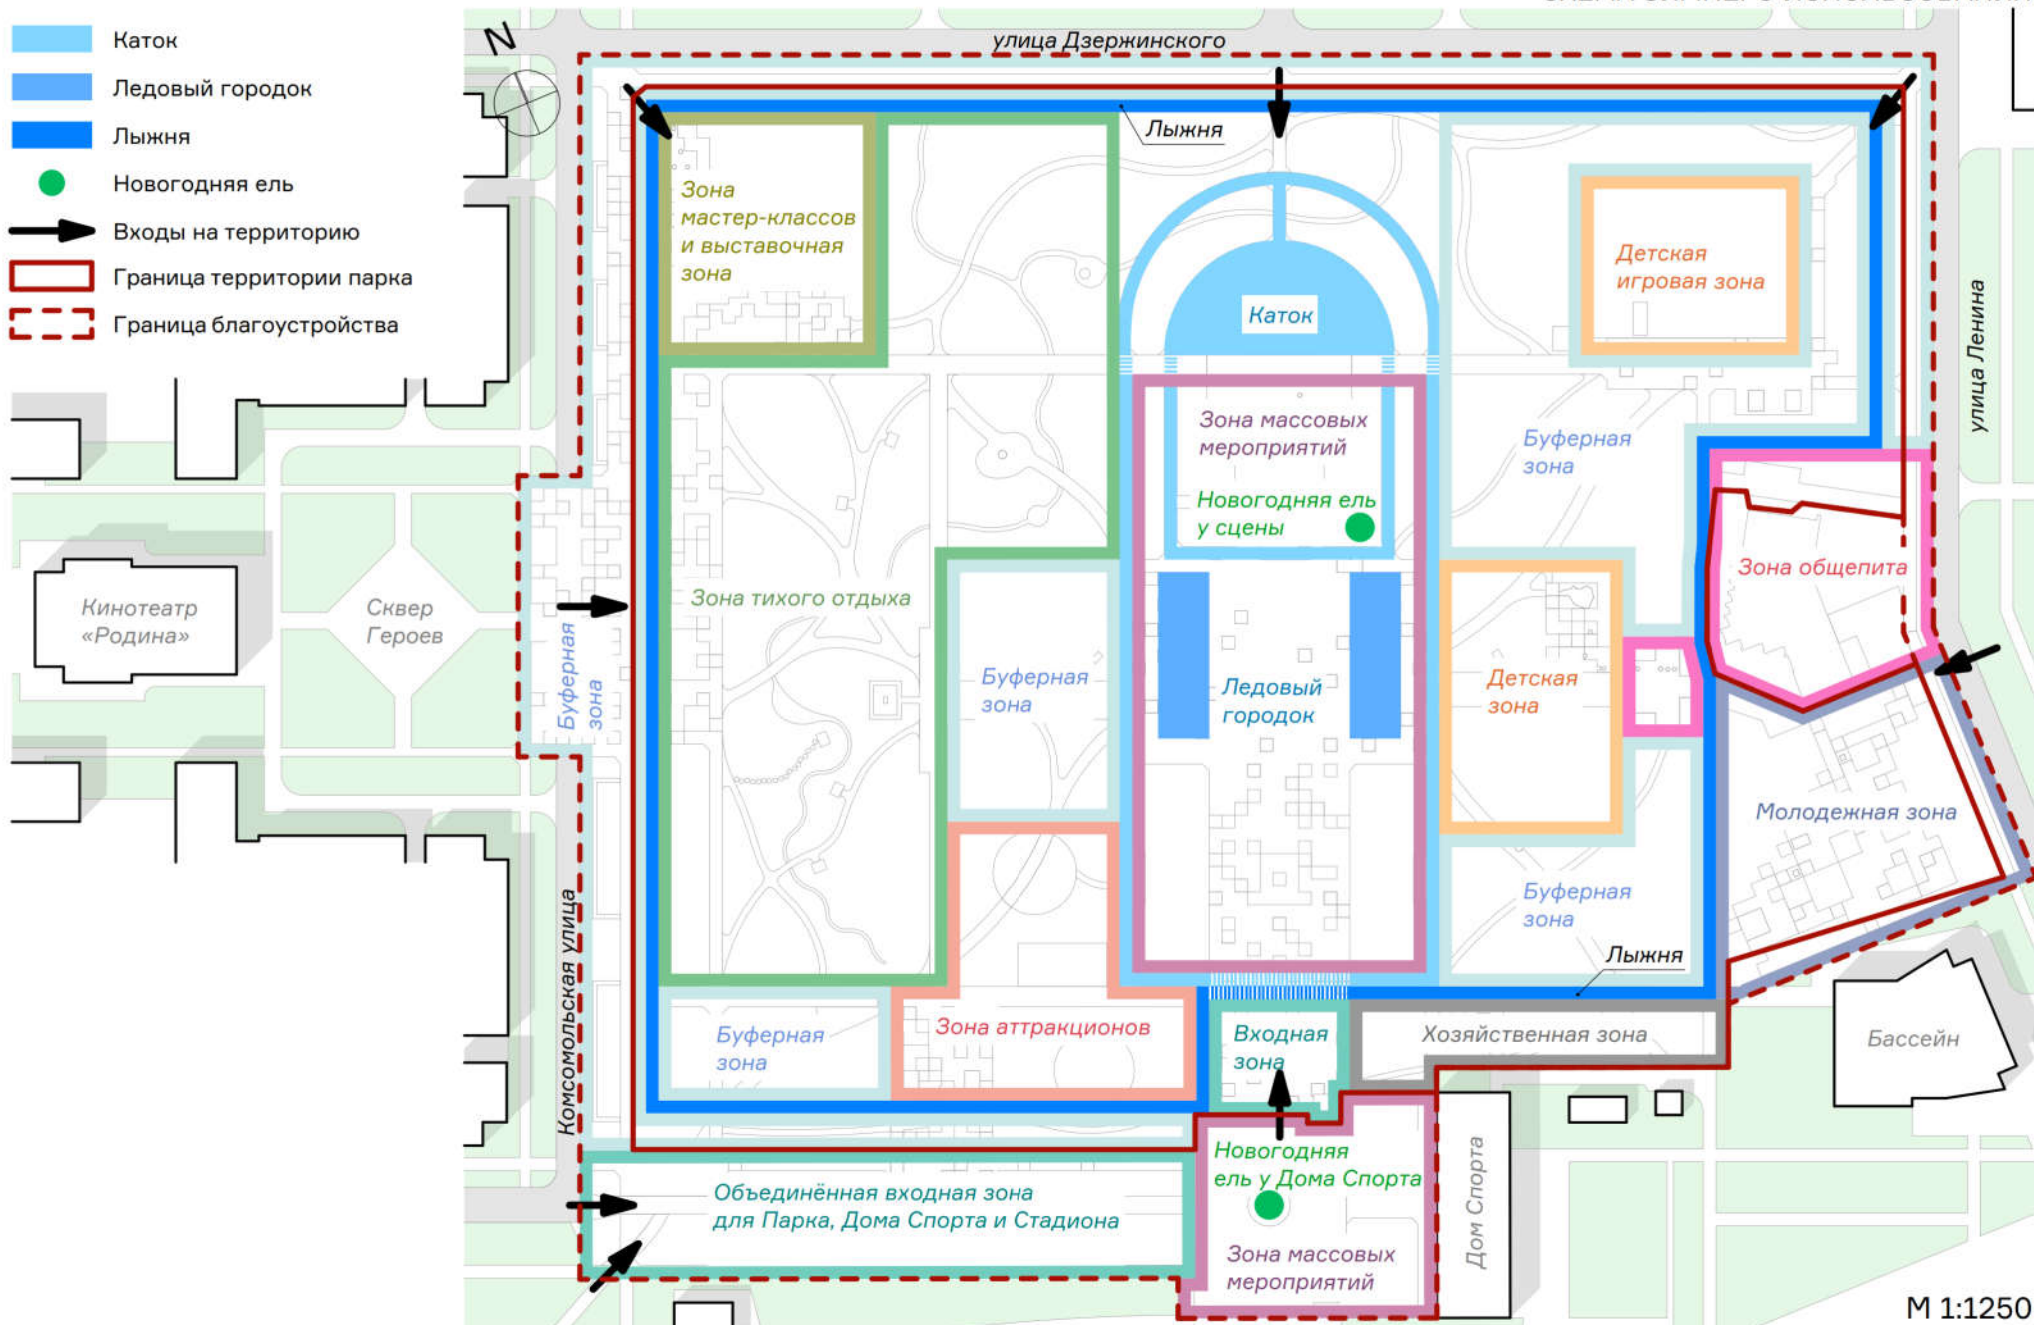 Каток
Ледовый городок
Лыжня
Новогодняя ель
Входы на территорию
Граница территории парка
Граница благоустройства
N
улица Дзержинского
Лыжня
Зона
мастер-классов
и выставочная
зона
Каток
Детская
игровая зона
улица Ленина
Зона массовых
мероприятий
Новогодняя ель
у сцены
Буферная
зона
Зона общепита
Кинотеатр
«Родина»
Сквер
Героев
Буферная
зона
Зона тихого отдыха
Буферная
зона
Ледовый
городок
Детская
зона
Молодежная зона
Буферная
зона
Лыжня
Комсомольская улица
Буферная
зона
Зона аттракционов
Входная
зона
Хозяйственная зона
Бассейн
Новогодняя
ель у Дома Спорта
Объединённая входная зона
для Парка, Дома Спорта и Стадиона
Зона массовых
мероприятий
Дом Спорта
М 1:1250